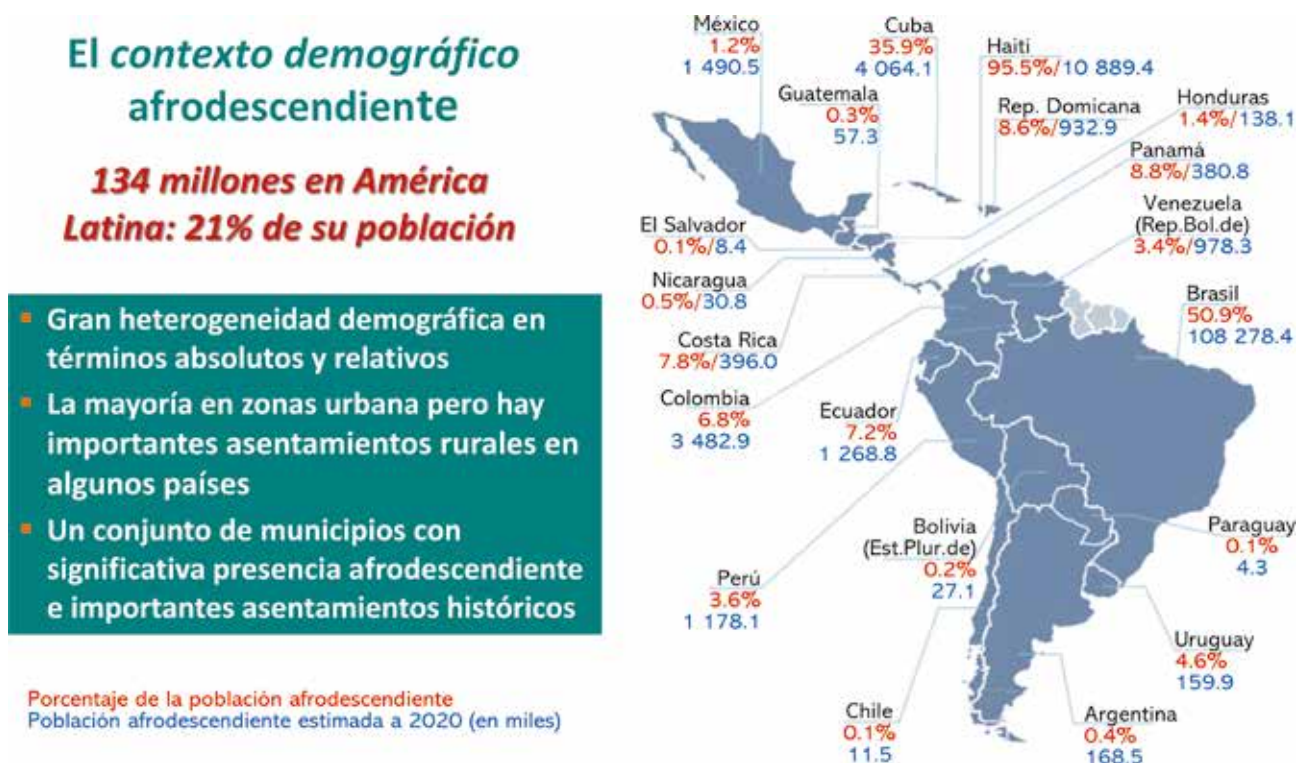 El contexto demográfico
afrodescendiente
134 millones en América
Latina: 21% de su población
▪ Gran heterogeneidad demográfica en
términos absolutos y relativos
▪ La mayoría en zonas urbana pero hay
importantes asentamientos rurales en
algunos países
▪ Un conjunto de municipios con
significativa presencia afrodescendiente
e importantes asentamientos históricos
Porcentaje de la población afrodescendiente
Población afrodescendiente estimada a 2020 (en miles)
México
1.2%
1 490.5
Cuba
35.9%
4 064.1
Haití
95.5%/10 889.4
Guatemala
0.3%
57.3
Rep. Domicana
8.6%/932.9
Honduras
1.4%/138.1
Panamá
8.8%/380.8
El Salvador
0.1%/8.4
Venezuela
(Rep.Bol.de)
3.4%/978.3
Nicaragua
0.5%/30.8
Brasil
50.9%
108 278.4
Costa Rica
7.8%/396.0
Colombia
6.8%
3 482.9
Ecuador
7.2%
1 268.8
Bolivia
(Est.Plur.de)
0.2%
27.1
Paraguay
0.1%
4.3
Perú
3.6%
1 178.1
Uruguay
4.6%
159.9
Chile
0.1%
11.5
Argentina
0.4%
168.5